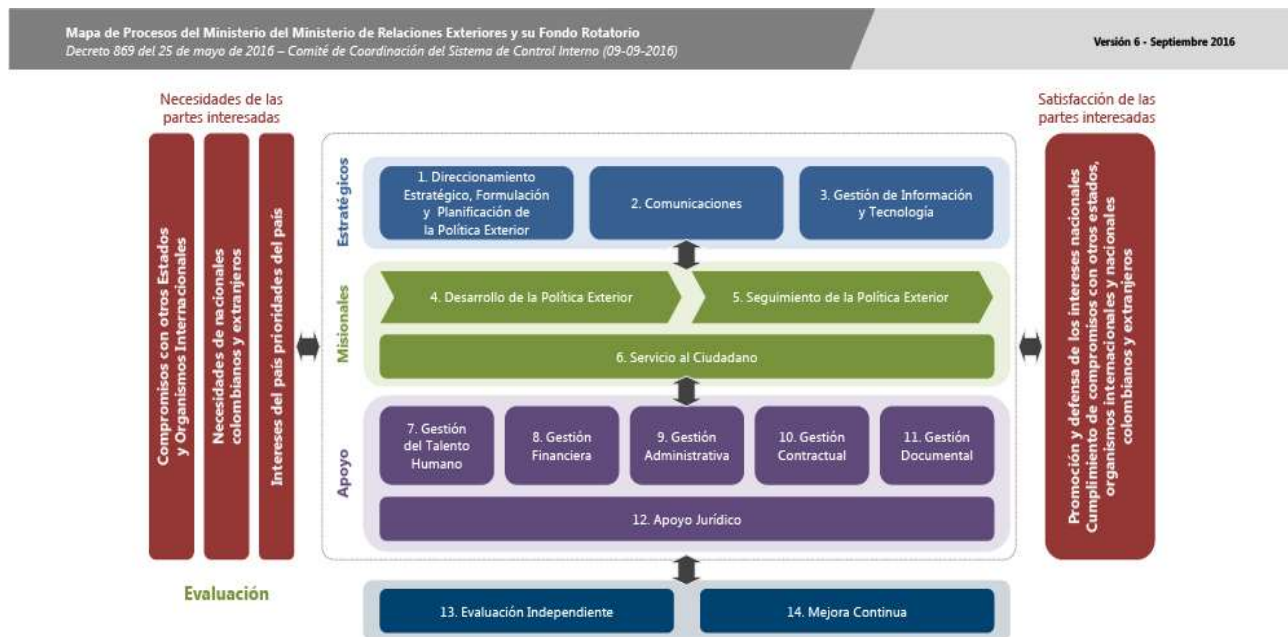 Mapa de Procesos del Ministerio del Ministerio de Relaciones Exteriores y su Fondo Rotatorio
Decreto 869 del 25 de mayo de 2016 – Comité de Coordinación del Sistema de Control Interno (09-09-2016)
Versión 6 - Septiembre 2016
Necesidades de las
partes interesadas
Compromisos con otros Estados
y Organismos Internacionales
Necesidades de nacionales
colombianos y extranjeros
Intereses del país prioridades del país
Estratégicos
1. Direccionamiento
Estratégico, Formulación
y Planificación de
la Política Exterior
2. Comunicaciones
3. Gestión de Información
y Tecnología
Misionales
4. Desarrollo de la Política Exterior
5. Seguimiento de la Política Exterior
6. Servicio al Ciudadano
Apoyo
7. Gestión
del Talento
Humano
8. Gestión
Financiera
9. Gestión
Administrativa
10. Gestión
Contractual
11. Gestión
Documental
12. Apoyo Jurídico
Satisfacción de las
partes interesadas
Promoción y defensa de los intereses nacionales
Cumplimiento de compromisos con otros estados,
organismos internacionales y nacionales
colombianos y extranjeros
Evaluación
13. Evaluación Independiente
14. Mejora Continua